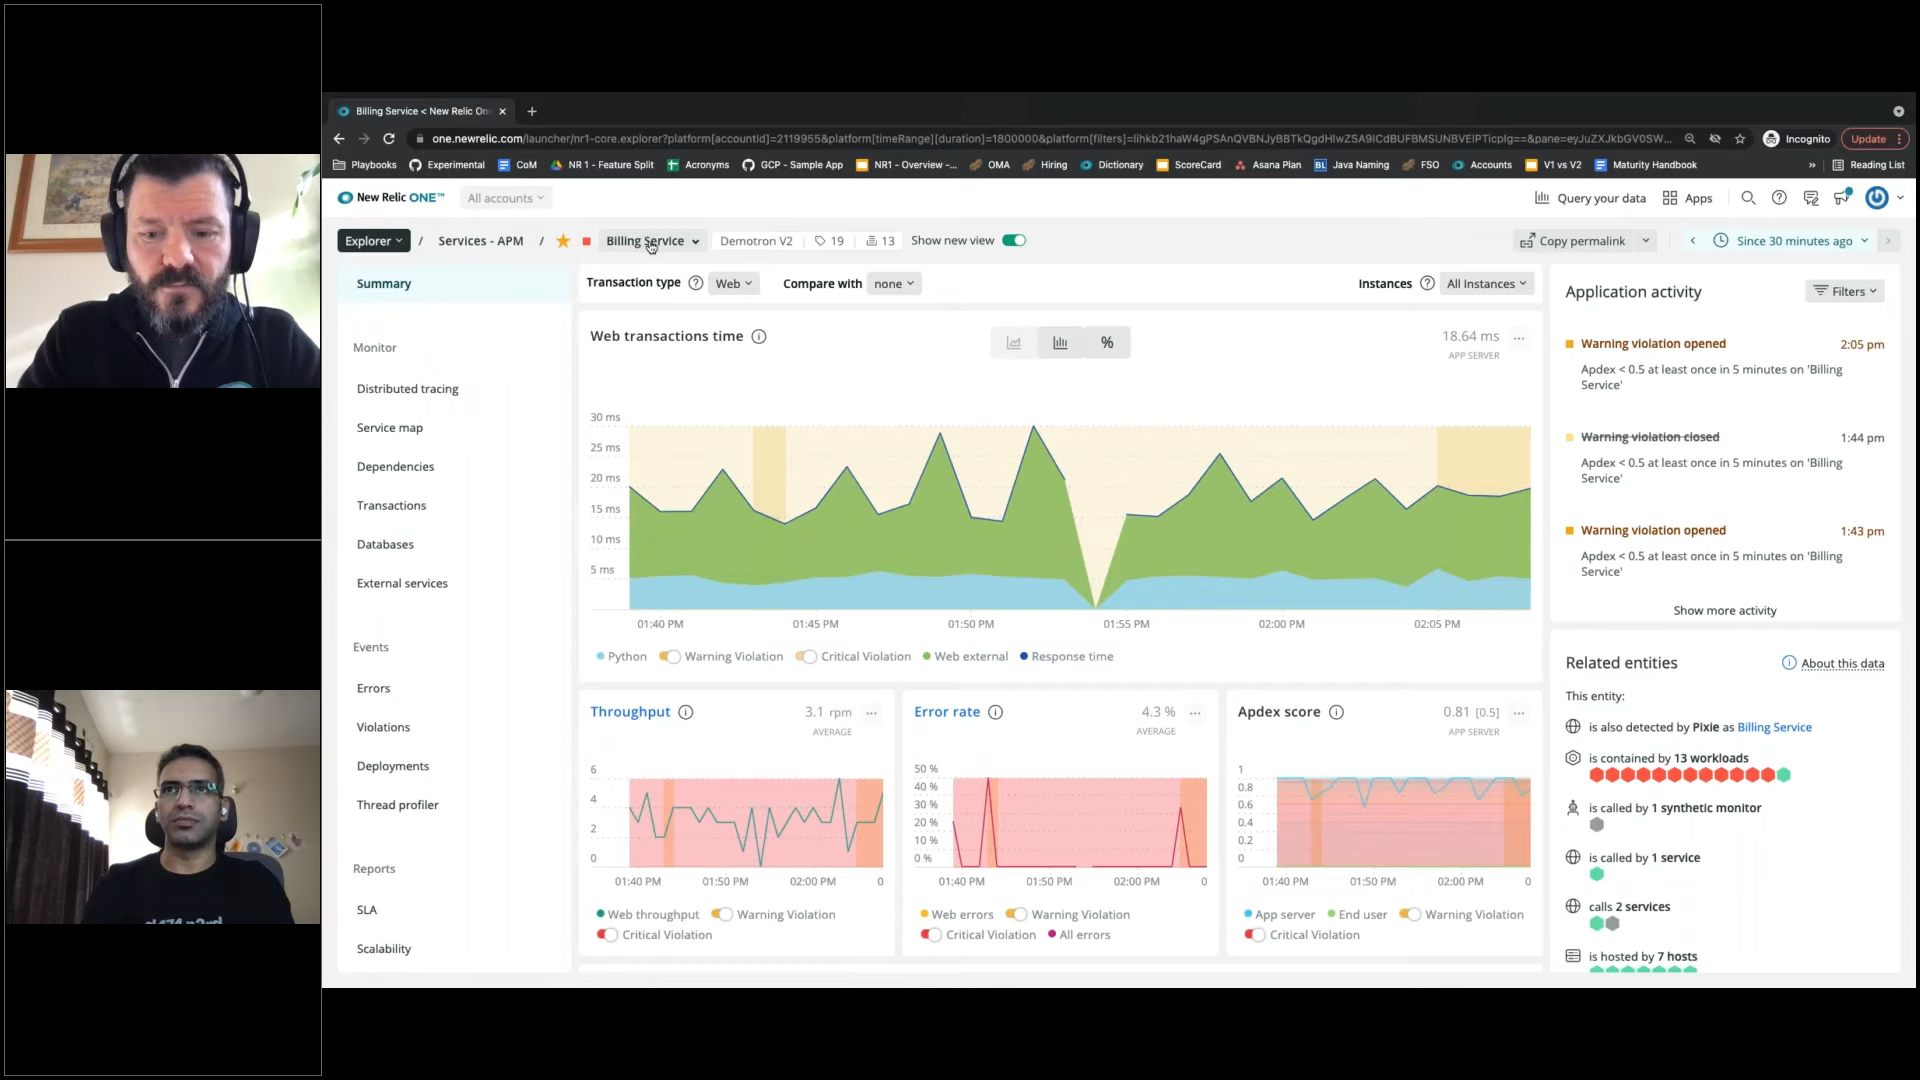 Billing Service < New Relic One
one.newrelic.com/launcher/nr1-core.explorer?platform[accountId]=2119955&platform[timeRange][duration]=1800000&platform[filters]=Iihkb21haW4gPSAnQVBNJyBBTkQgdHlwZSA9ICdBUFBMSUNBVElPTicpIg==&pane=eyJuZXJkbGV0SW...
Incognito
Update
Playbooks
Experimental
CoM
NR 1 - Feature Split
Acronyms
GCP - Sample App
NR1 - Overview -...
OMA
Hiring
Dictionary
ScoreCard
Asana Plan
BL Java Naming
FSO
Accounts
V1 vs V2
Maturity Handbook
»
Reading List
New Relic ONE™
All accounts
Query your data
Apps
Explorer / Services - APM / Billing Service
Demotron V2
19
13
Show new view
Copy permalink
Since 30 minutes ago
Summary
Monitor
Distributed tracing
Service map
Dependencies
Transactions
Databases
External services
Events
Errors
Violations
Deployments
Thread profiler
Reports
SLA
Scalability
Transaction type ? Web
Compare with none
Instances ? All Instances
Web transactions time
%
18.64 ms
APP SERVER
30 ms
25 ms
20 ms
15 ms
10 ms
5 ms
01:40 PM 01:45 PM 01:50 PM 01:55 PM 02:00 PM 02:05 PM
Python Warning Violation Critical Violation Web external Response time
Throughput
3.1 rpm
AVERAGE
6
4
2
0
01:40 PM 01:50 PM 02:00 PM 0
Web throughput Warning Violation
Critical Violation
Error rate
4.3 %
AVERAGE
50 %
40 %
30 %
20 %
10 %
0 %
01:40 PM 01:50 PM 02:00 PM 0
Web errors Warning Violation
Critical Violation All errors
Apdex score
0.81 [0.5]
APP SERVER
1
0.8
0.6
0.4
0.2
0
01:40 PM 01:50 PM 02:00 PM 0
App server End user Warning Violation
Critical Violation
Application activity
Filters
Warning violation opened 2:05 pm
Apdex < 0.5 at least once in 5 minutes on 'Billing
Service'
Warning violation closed 1:44 pm
Apdex < 0.5 at least once in 5 minutes on 'Billing
Service'
Warning violation opened 1:43 pm
Apdex < 0.5 at least once in 5 minutes on 'Billing
Service'
Show more activity
Related entities
About this data
This entity:
is also detected by Pixie as Billing Service
is contained by 13 workloads
is called by 1 synthetic monitor
is called by 1 service
calls 2 services
is hosted by 7 hosts